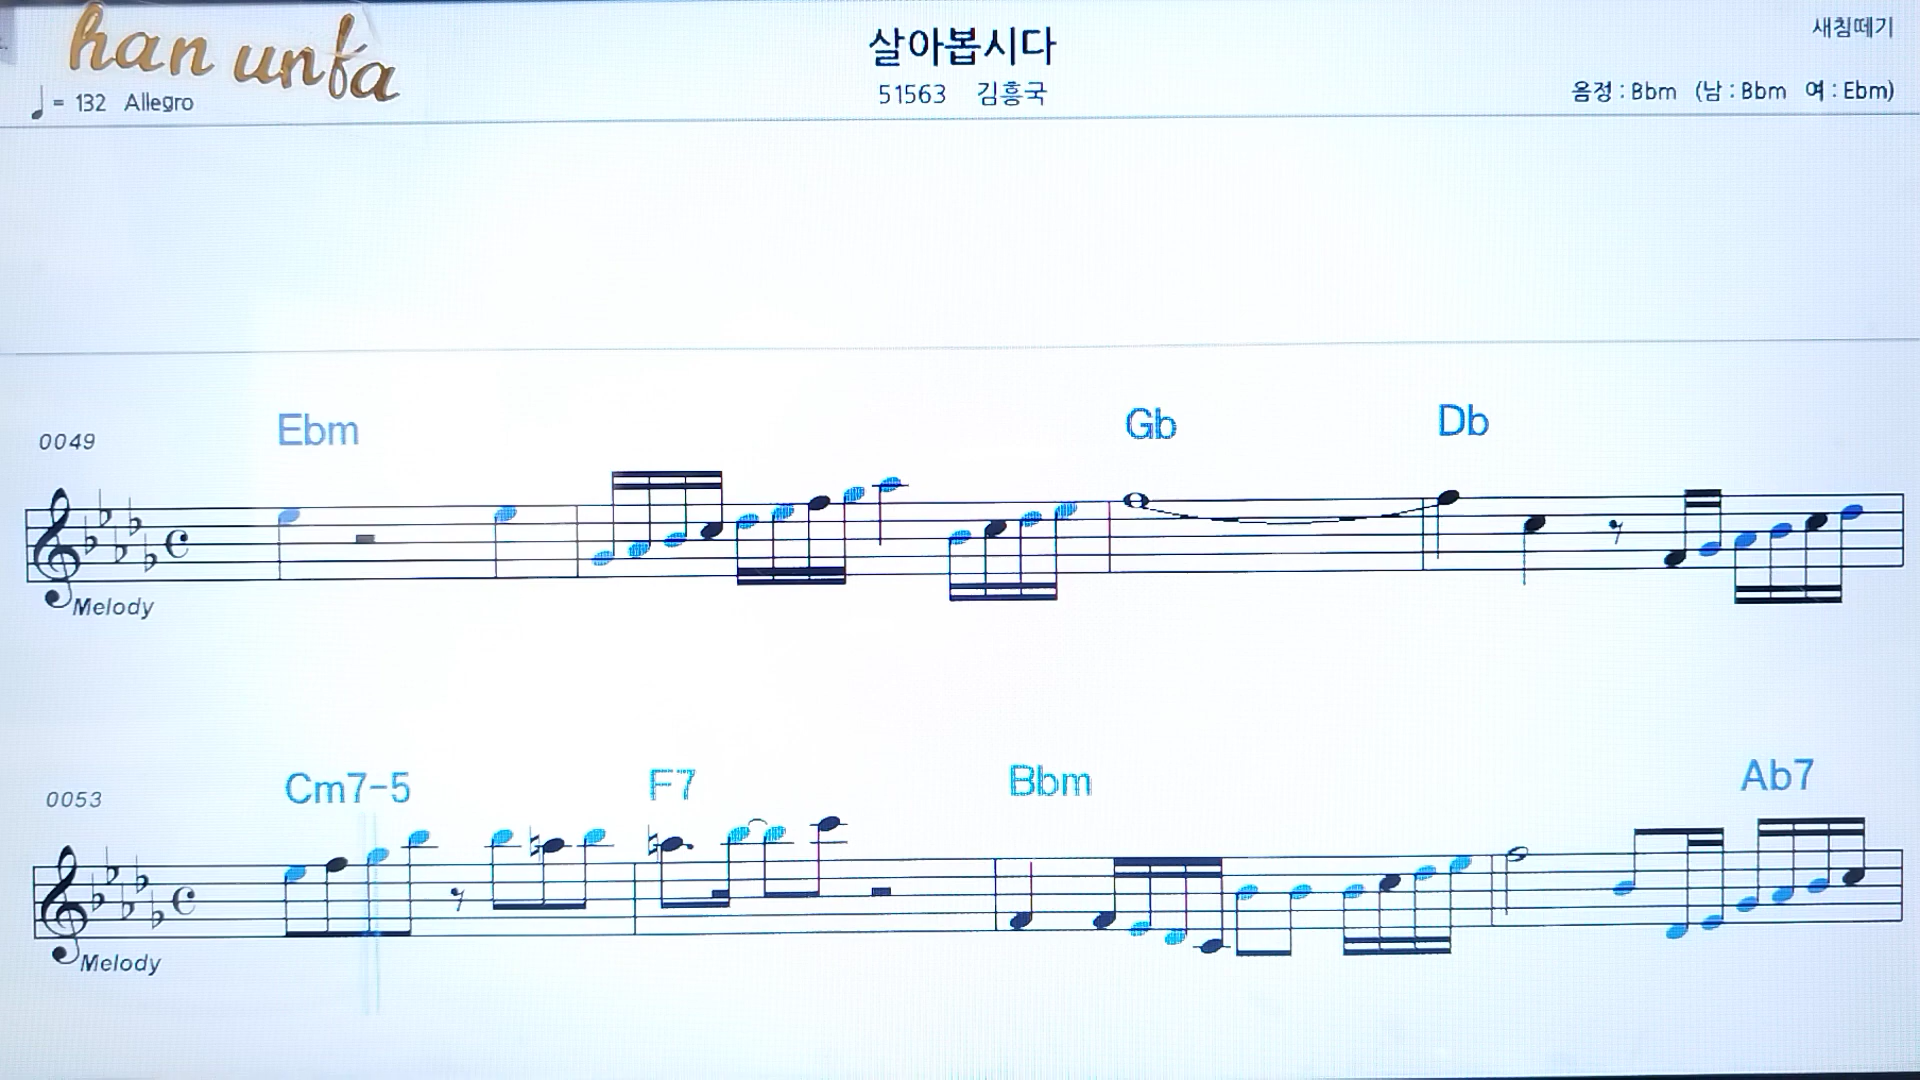 han unfa
살아봅시다
새침떼기
♩= 132 Allegro
51563 김흥국
음정 : Bbm (남 : Bbm 여 : Ebm)
Ebm Gb Db
0049
Melody
Cm7-5 F7 Bbm Ab7
0053
Melody